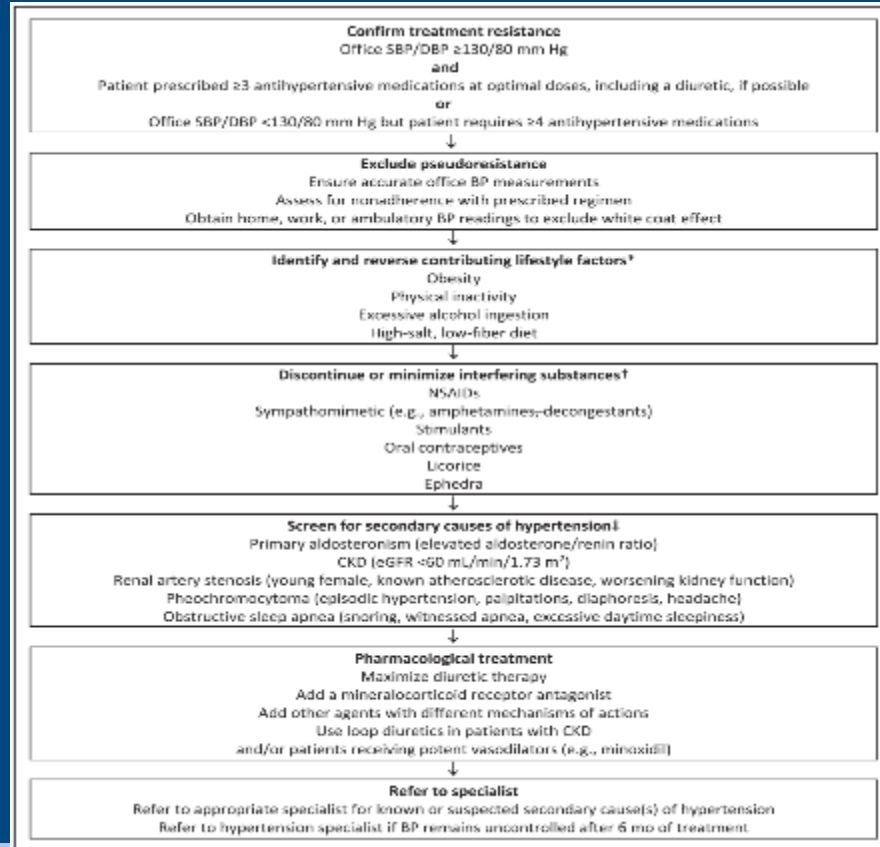 Confirm treatment resistance
Office SBP/DBP ≥130/80 mm Hg
and
Patient prescribed ≥3 antihypertensive medications at optimal doses, including a diuretic, if possible
or
Office SBP/DBP <130/80 mm Hg but patient requires ≥4 antihypertensive medications
↓
Exclude pseudoresistance
Ensure accurate office BP measurements
Assess for nonadherence with prescribed regimen
Obtain home, work, or ambulatory BP readings to exclude white coat effect
↓
Identify and reverse contributing lifestyle factors*
Obesity
Physical inactivity
Excessive alcohol ingestion
High-salt, low-fiber diet
↓
Discontinue or minimize interfering substances†
NSAIDs
Sympathomimetic (e.g., amphetamines, decongestants)
Stimulants
Oral contraceptives
Licorice
Ephedra
↓
Screen for secondary causes of hypertension‡
Primary aldosteronism (elevated aldosterone/renin ratio)
CKD (eGFR <60 mL/min/1.73 m²)
Renal artery stenosis (young female, known atherosclerotic disease, worsening kidney function)
Pheochromocytoma (episodic hypertension, palpitations, diaphoresis, headache)
Obstructive sleep apnea (snoring, witnessed apnea, excessive daytime sleepiness)
↓
Pharmacological treatment
Maximize diuretic therapy
Add a mineralocorticoid receptor antagonist
Add other agents with different mechanisms of actions
Use loop diuretics in patients with CKD
and/or patients receiving potent vasodilators (e.g., minoxidil)
↓
Refer to specialist
Refer to appropriate specialist for known or suspected secondary cause(s) of hypertension
Refer to hypertension specialist if BP remains uncontrolled after 6 mo of treatment